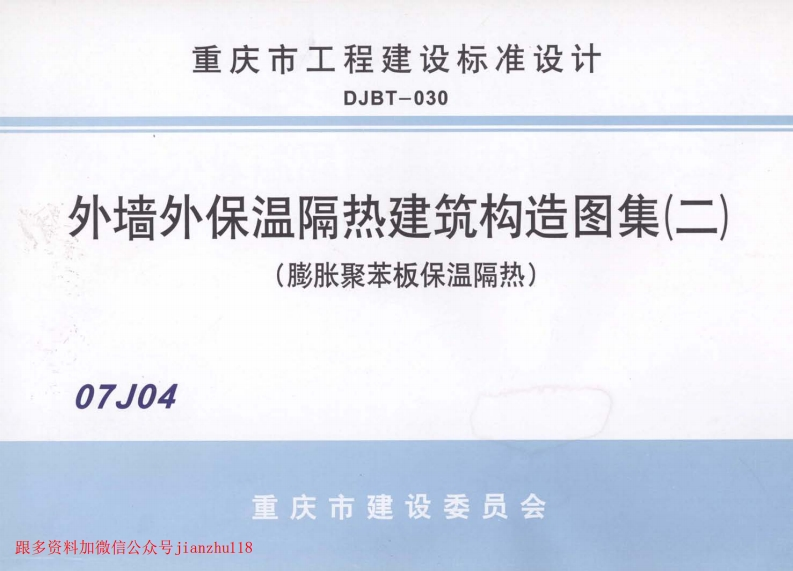 重庆市工程建设标准设计
DJBT-030
外墙外保温隔热建筑构造图集(二)
(膨胀聚苯板保温隔热)
07J04
重庆市建设委员会
跟多资料加微信公众号jianzhu118